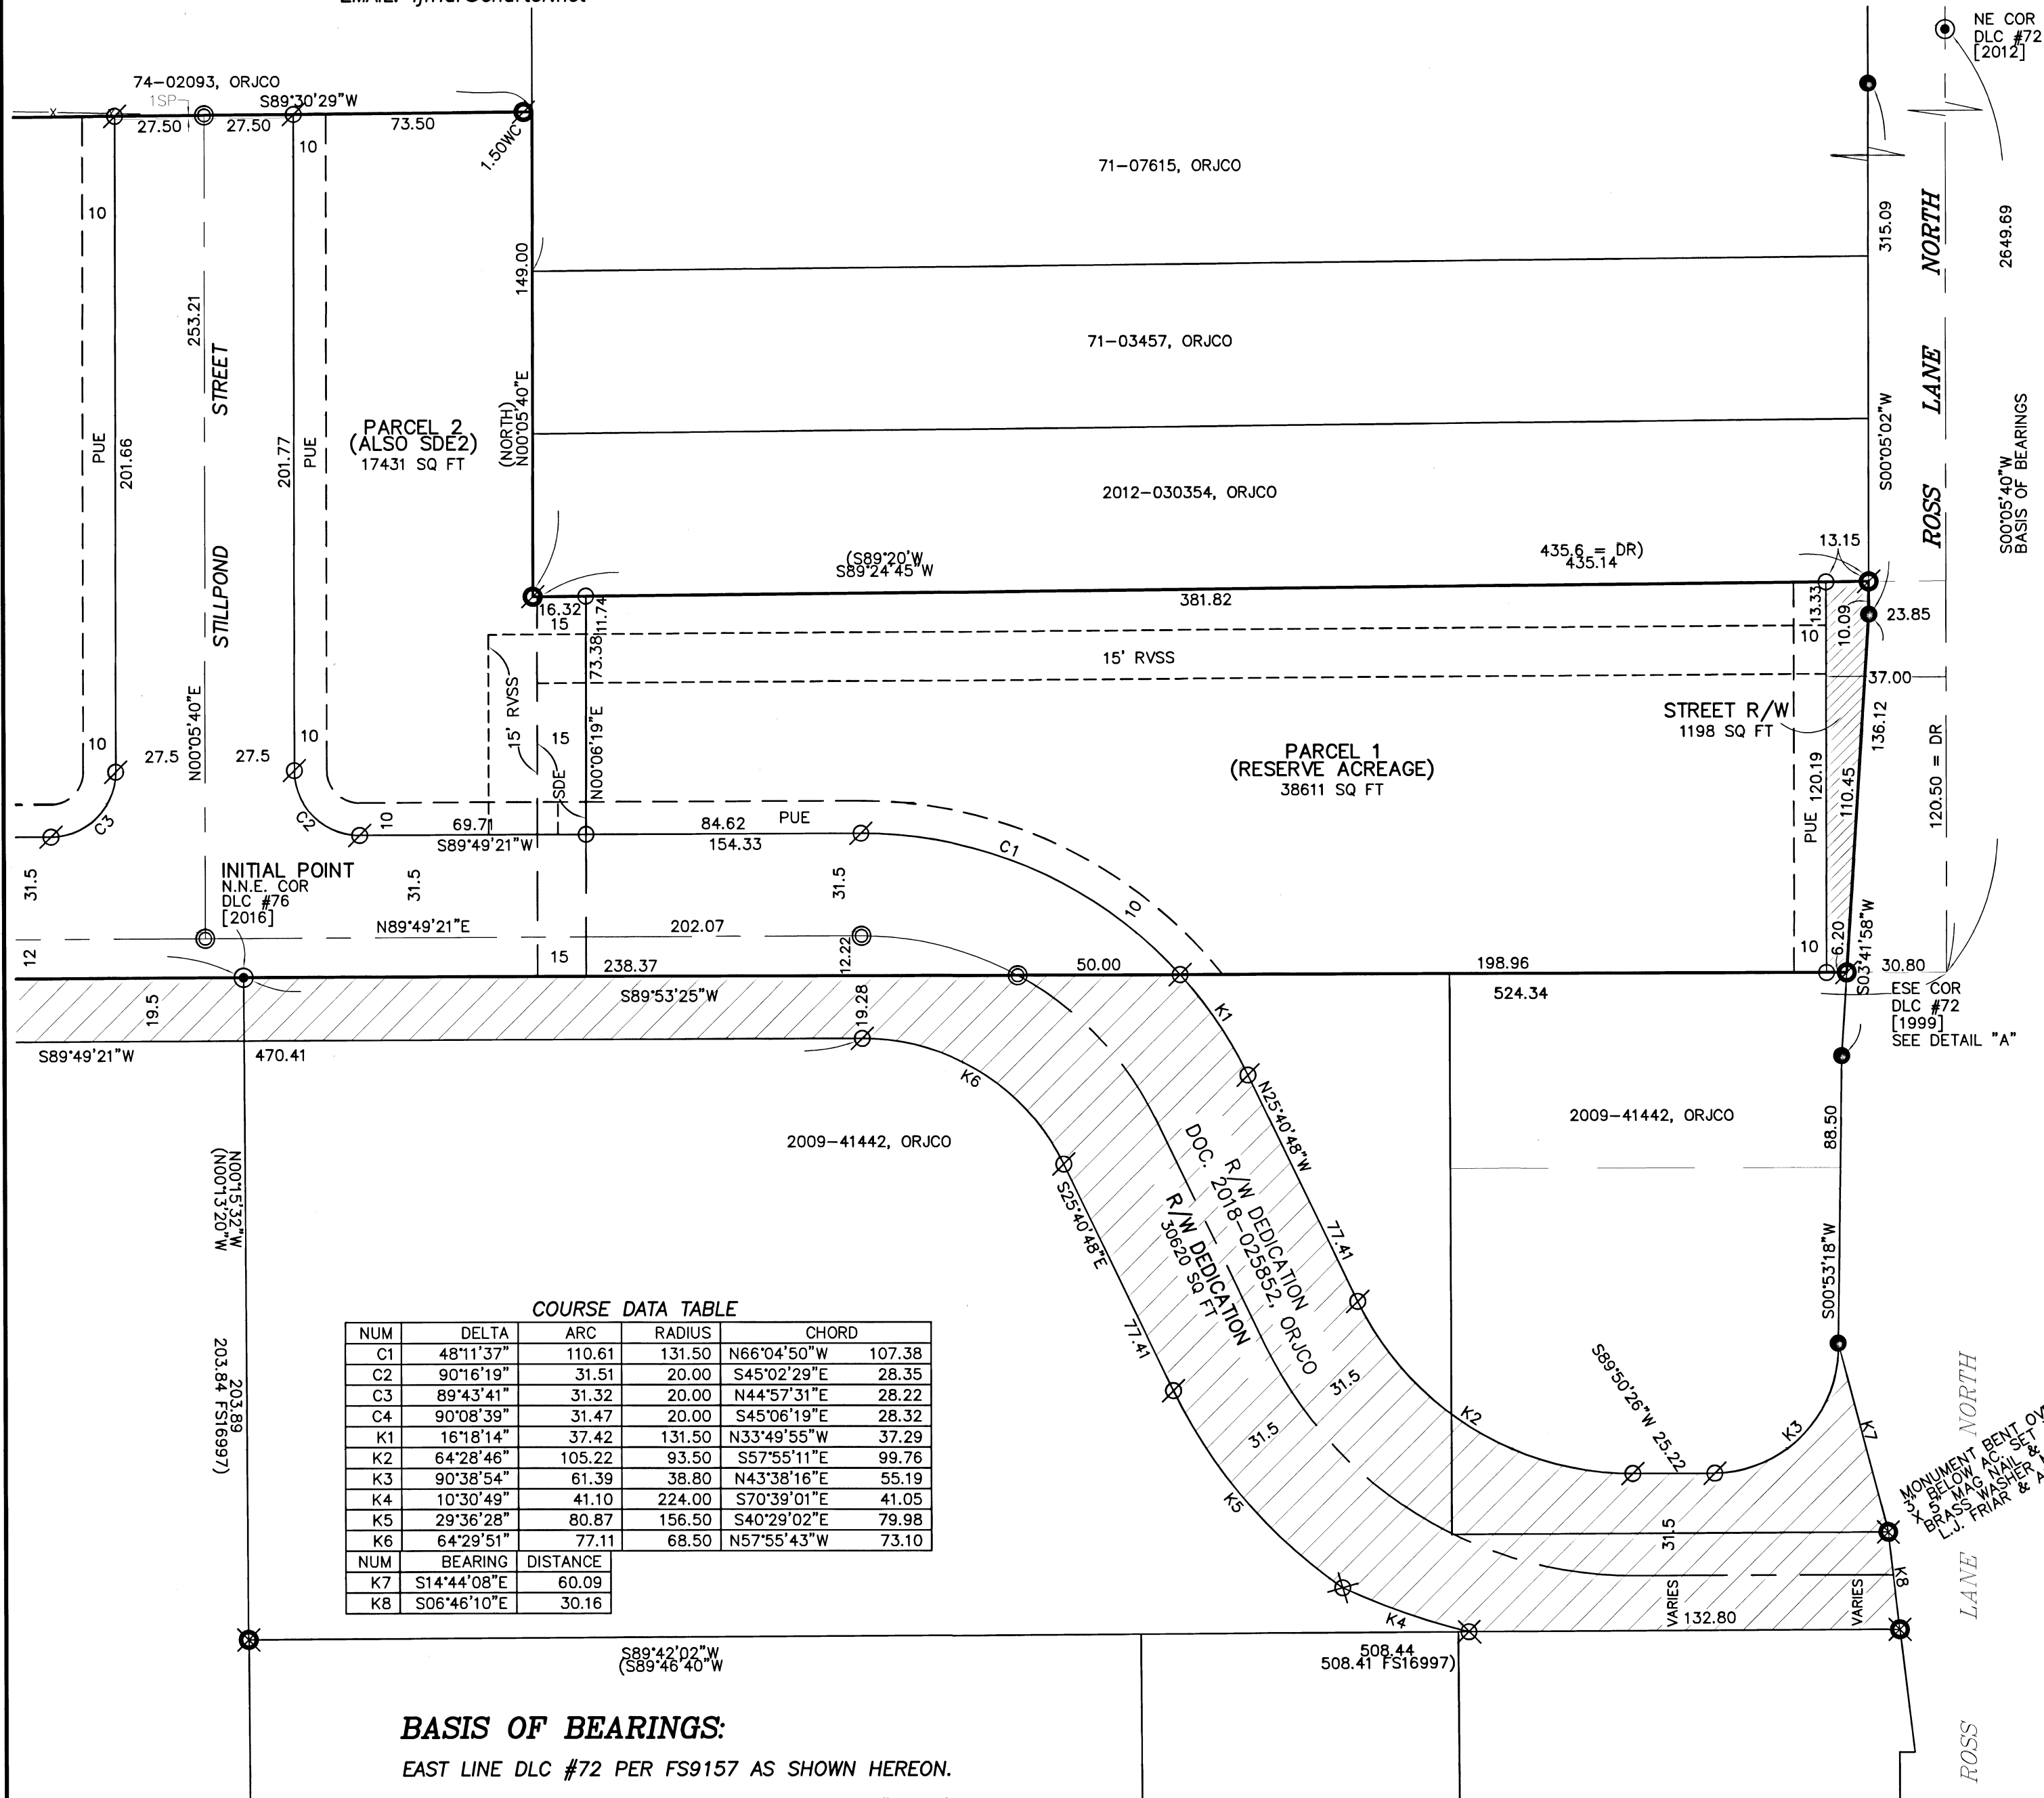 74-02093, ORJCO
1SP
S89°30'29"W
27.50
27.50
73.50
1.50WC
NE COR
DLC #72
[2012]
10
10
71-07615, ORJCO
149.00
315.09
ROSS LANE NORTH
2649.69
253.21
STILLPOND STREET
71-03457, ORJCO
PUE
201.66
201.77
PUE
PARCEL 2
(ALSO SDE2)
17431 SQ FT
(NORTH)
N00°05'40"E
S00°05'02"W
S00°05'40"W
BASIS OF BEARINGS
2012-030354, ORJCO
(S89°20'W
S89°24'45"W
435.6 = DR)
435.14
13.15
16.32
11.74
381.82
13.33
10.09
23.85
15
10
15' RVSS
73.38
37.00
N00°05'40"E
15' RVSS
15
SDE
N00°06'19"E
STREET R/W
1198 SQ FT
136.12
10
27.5
27.5
10
PARCEL 1
(RESERVE ACREAGE)
38611 SQ FT
PUE
120.19
110.45
120.50 = DR
C3
C2
10
69.71
84.62
PUE
S89°49'21"W
154.33
C1
INITIAL POINT
N.N.E. COR
DLC #76
[2016]
31.5
31.5
31.5
10
N89°49'21"E
202.07
12.22
12
15
238.37
50.00
198.96
10
6.20
S03°41'58"W
30.80
19.5
S89°53'25"W
19.28
524.34
ESE COR
DLC #72
[1999]
SEE DETAIL "A"
S89°49'21"W
470.41
K6
K1
N25°40'48"W
77.41
2009-41442, ORJCO
2009-41442, ORJCO
88.50
S00°53'18"W
N00°15'32"W
(N00°13'20"W
203.89
203.84 FS16997)
S25°40'48"E
77.41
R/W DEDICATION
DOC. 2018-025852, ORJCO
R/W DEDICATION
30620 SQ FT
31.5
31.5
K2
S89°50'26"W 25.22
K3
K7
K5
31.5
K8
K4
VARIES
VARIES
132.80
MONUMENT BENT OV
3" BELOW AC. SET
X 5" MAG NAIL &
BRASS WASHER
L.J. FRIAR & A
ROSS LANE NORTH
COURSE DATA TABLE
NUM DELTA ARC RADIUS CHORD
C1 48°11'37" 110.61 131.50 N66°04'50"W 107.38
C2 90°16'19" 31.51 20.00 S45°02'29"E 28.35
C3 89°43'41" 31.32 20.00 N44°57'31"E 28.22
C4 90°08'39" 31.47 20.00 S45°06'19"E 28.32
K1 16°18'14" 37.42 131.50 N33°49'55"W 37.29
K2 64°28'46" 105.22 93.50 S57°55'11"E 99.76
K3 90°38'54" 61.39 38.80 N43°38'16"E 55.19
K4 10°30'49" 41.10 224.00 S70°39'01"E 41.05
K5 29°36'28" 80.87 156.50 S40°29'02"E 79.98
K6 64°29'51" 77.11 68.50 N57°55'43"W 73.10
NUM BEARING DISTANCE
K7 S14°44'08"E 60.09
K8 S06°46'10"E 30.16
S89°42'02"W
(S89°46'40"W
508.44
508.41 FS16997)
BASIS OF BEARINGS:
EAST LINE DLC #72 PER FS9157 AS SHOWN HEREON.